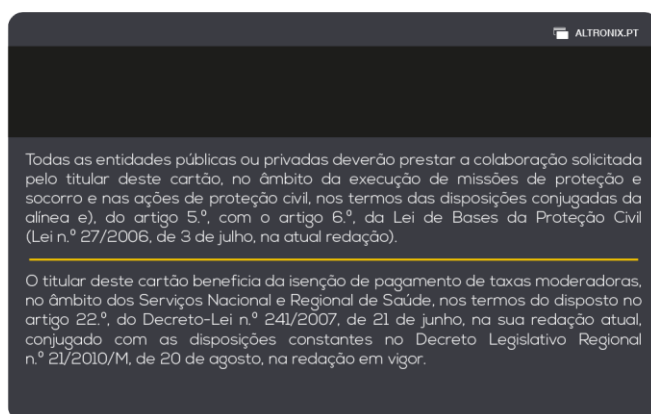 ALTRONIX.PT
Todas as entidades públicas ou privadas deverão prestar a colaboração solicitada
pelo titular deste cartão, no âmbito da execução de missões de proteção e
socorro e nas ações de proteção civil, nos termos das disposições conjugadas da
alínea e), do artigo 5.º, com o artigo 6.º, da Lei de Bases da Proteção Civil
(Lei n.º 27/2006, de 3 de julho, na atual redação).
O titular deste cartão beneficia da isenção de pagamento de taxas moderadoras,
no âmbito dos Serviços Nacional e Regional de Saúde, nos termos do disposto no
artigo 22.º, do Decreto-Lei n.º 241/2007, de 21 de junho, na sua redação atual,
conjugado com as disposições constantes no Decreto Legislativo Regional
n.º 21/2010/M, de 20 de agosto, na redação em vigor.